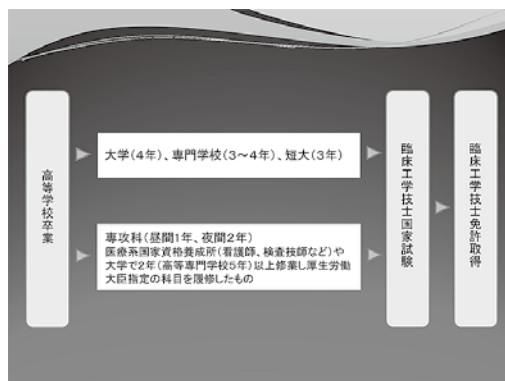 高等学校卒業
大学(4年)、専門学校(3～4年)、短大(3年)
専攻科(昼間1年、夜間2年)
医療系国家資格養成所(看護師、検査技師など)や
大学で2年(高等専門学校5年)以上修業し厚生労働
大臣指定の科目を履修したもの
臨床工学技士国家試験
臨床工学技士免許取得